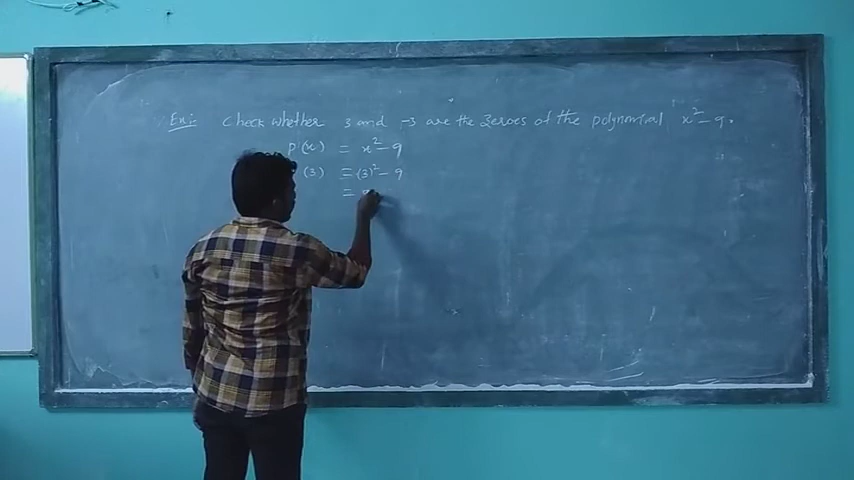 Ex:- Check whether 3 and -3 are the Zeroes of the polynomial x² - 9.
P(x) = x² - 9
(3) = (3)² - 9
= 9